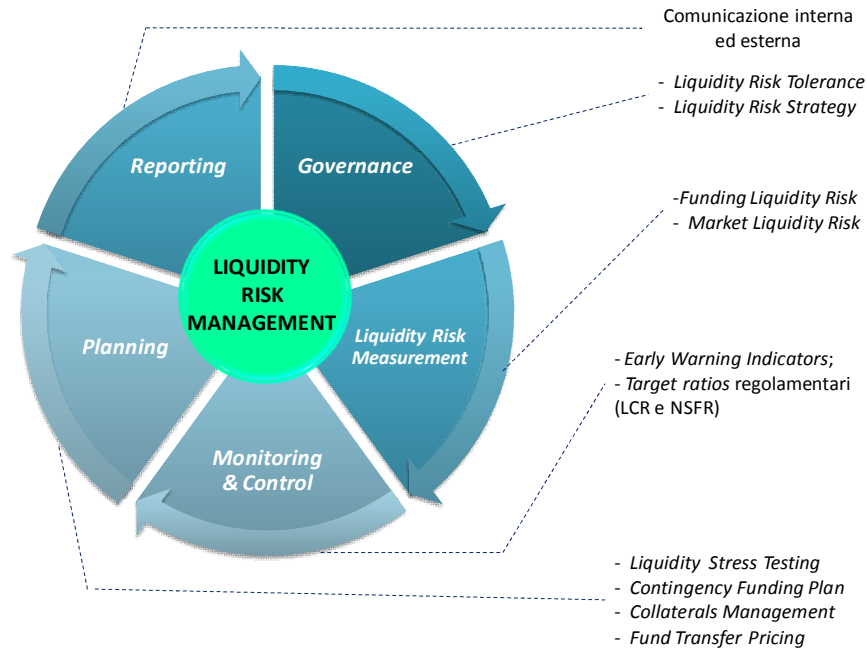 Comunicazione interna
ed esterna
- Liquidity Risk Tolerance
- Liquidity Risk Strategy
Reporting
Governance
-Funding Liquidity Risk
- Market Liquidity Risk
LIQUIDITY
RISK
MANAGEMENT
Planning
Liquidity Risk
Measurement
- Early Warning Indicators;
- Target ratios regolamentari
(LCR e NSFR)
Monitoring
& Control
- Liquidity Stress Testing
- Contingency Funding Plan
- Collaterals Management
- Fund Transfer Pricing